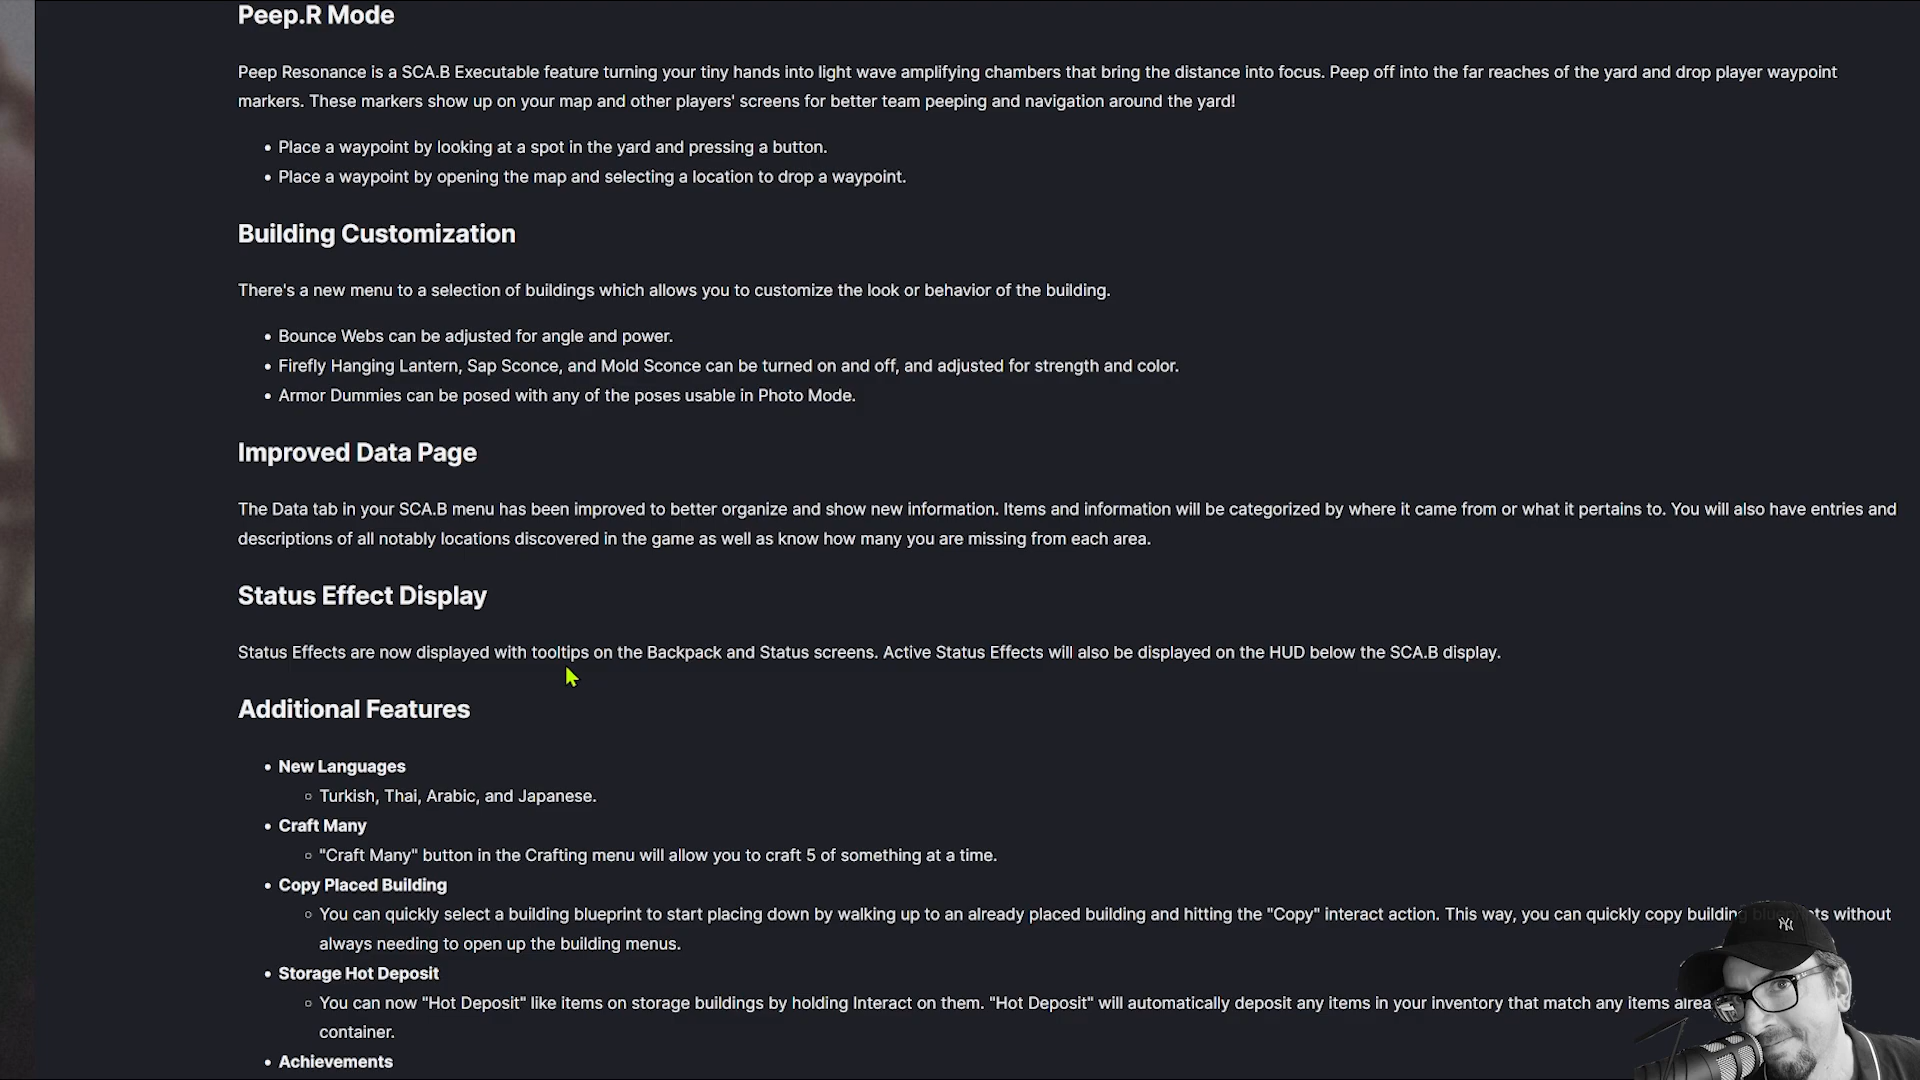 Peep.R Mode
Peep Resonance is a SCA.B Executable feature turning your tiny hands into light wave amplifying chambers that bring the distance into focus. Peep off into the far reaches of the yard and drop player waypoint
markers. These markers show up on your map and other players' screens for better team peeping and navigation around the yard!
• Place a waypoint by looking at a spot in the yard and pressing a button.
• Place a waypoint by opening the map and selecting a location to drop a waypoint.
Building Customization
There's a new menu to a selection of buildings which allows you to customize the look or behavior of the building.
• Bounce Webs can be adjusted for angle and power.
• Firefly Hanging Lantern, Sap Sconce, and Mold Sconce can be turned on and off, and adjusted for strength and color.
• Armor Dummies can be posed with any of the poses usable in Photo Mode.
Improved Data Page
The Data tab in your SCA.B menu has been improved to better organize and show new information. Items and information will be categorized by where it came from or what it pertains to. You will also have entries and
descriptions of all notably locations discovered in the game as well as know how many you are missing from each area.
Status Effect Display
Status Effects are now displayed with tooltips on the Backpack and Status screens. Active Status Effects will also be displayed on the HUD below the SCA.B display.
Additional Features
• New Languages
◦ Turkish, Thai, Arabic, and Japanese.
• Craft Many
◦ "Craft Many" button in the Crafting menu will allow you to craft 5 of something at a time.
• Copy Placed Building
◦ You can quickly select a building blueprint to start placing down by walking up to an already placed building and hitting the "Copy" interact action. This way, you can quickly copy building blueprints without
always needing to open up the building menus.
• Storage Hot Deposit
◦ You can now "Hot Deposit" like items on storage buildings by holding Interact on them. "Hot Deposit" will automatically deposit any items in your inventory that match any items
container.
• Achievements
NY